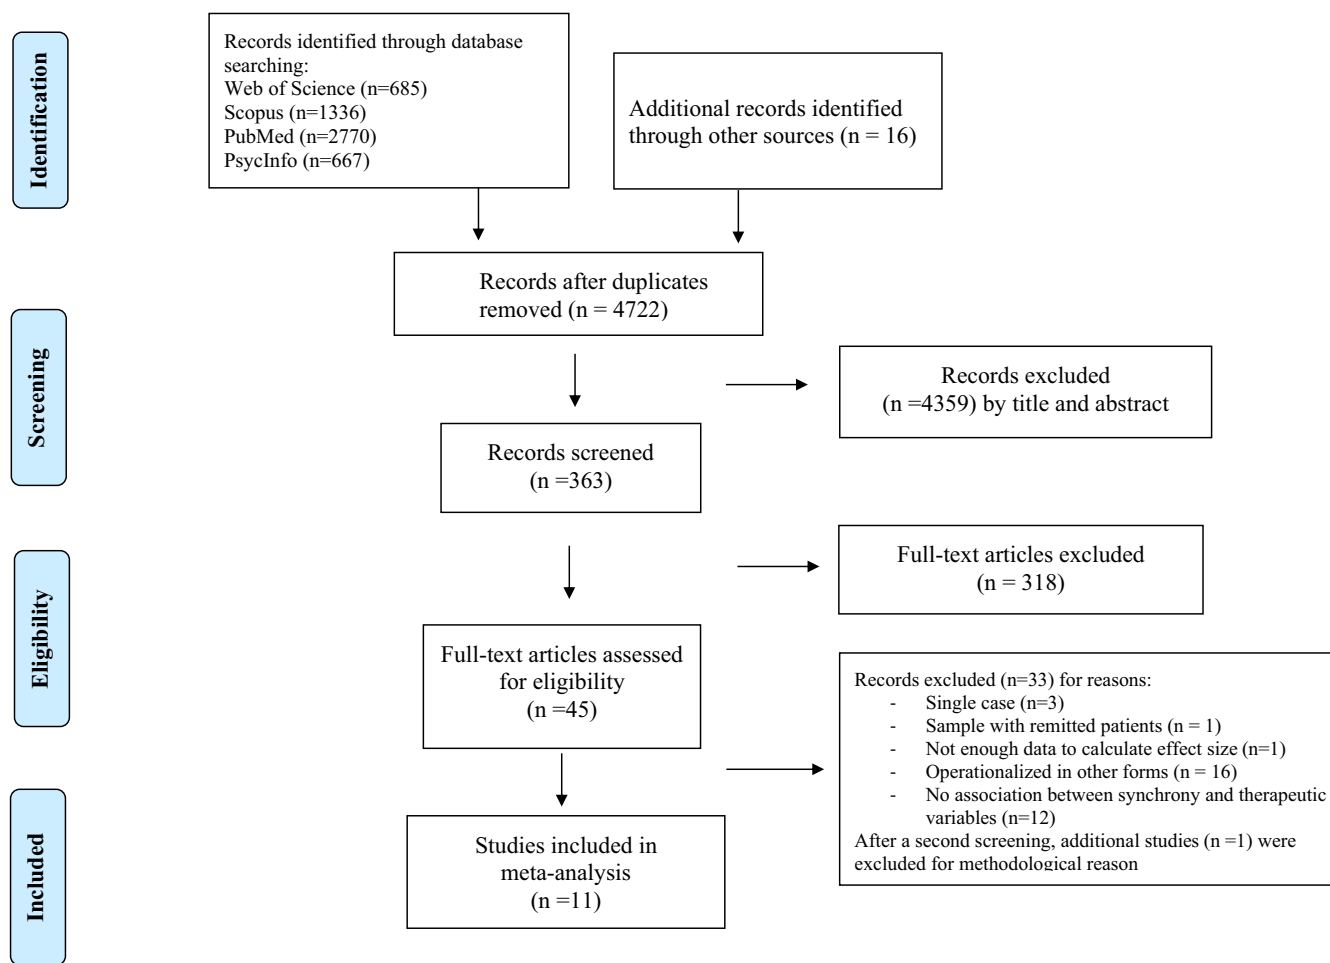 Identification
Records identified through database
searching:
Web of Science (n=685)
Scopus (n=1336)
PubMed (n=2770)
PsycInfo (n=667)
Additional records identified
through other sources (n = 16)
Records after duplicates
removed (n = 4722)
Screening
Records excluded
(n =4359) by title and abstract
Records screened
(n =363)
Eligibility
Full-text articles excluded
(n = 318)
Full-text articles assessed
for eligibility
(n =45)
Records excluded (n=33) for reasons:
- Single case (n=3)
- Sample with remitted patients (n = 1)
- Not enough data to calculate effect size (n=1)
- Operationalized in other forms (n = 16)
- No association between synchrony and therapeutic
variables (n=12)
After a second screening, additional studies (n =1) were
excluded for methodological reason
Included
Studies included in
meta-analysis
(n =11)